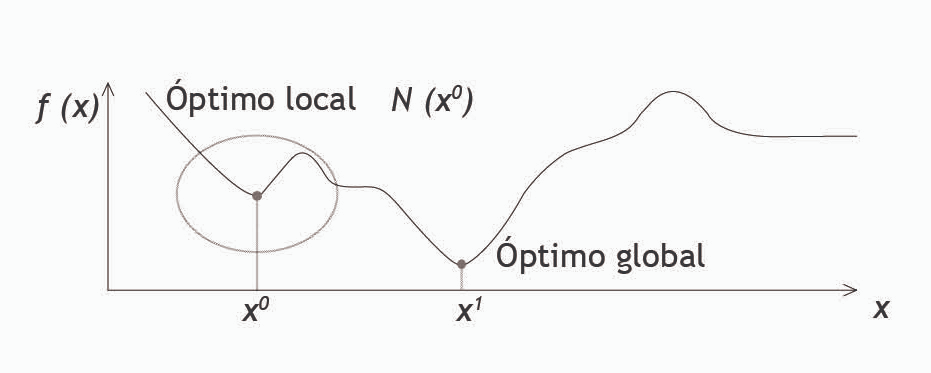 f (x)
Óptimo local N (x⁰)
Óptimo global
x⁰
x¹
x